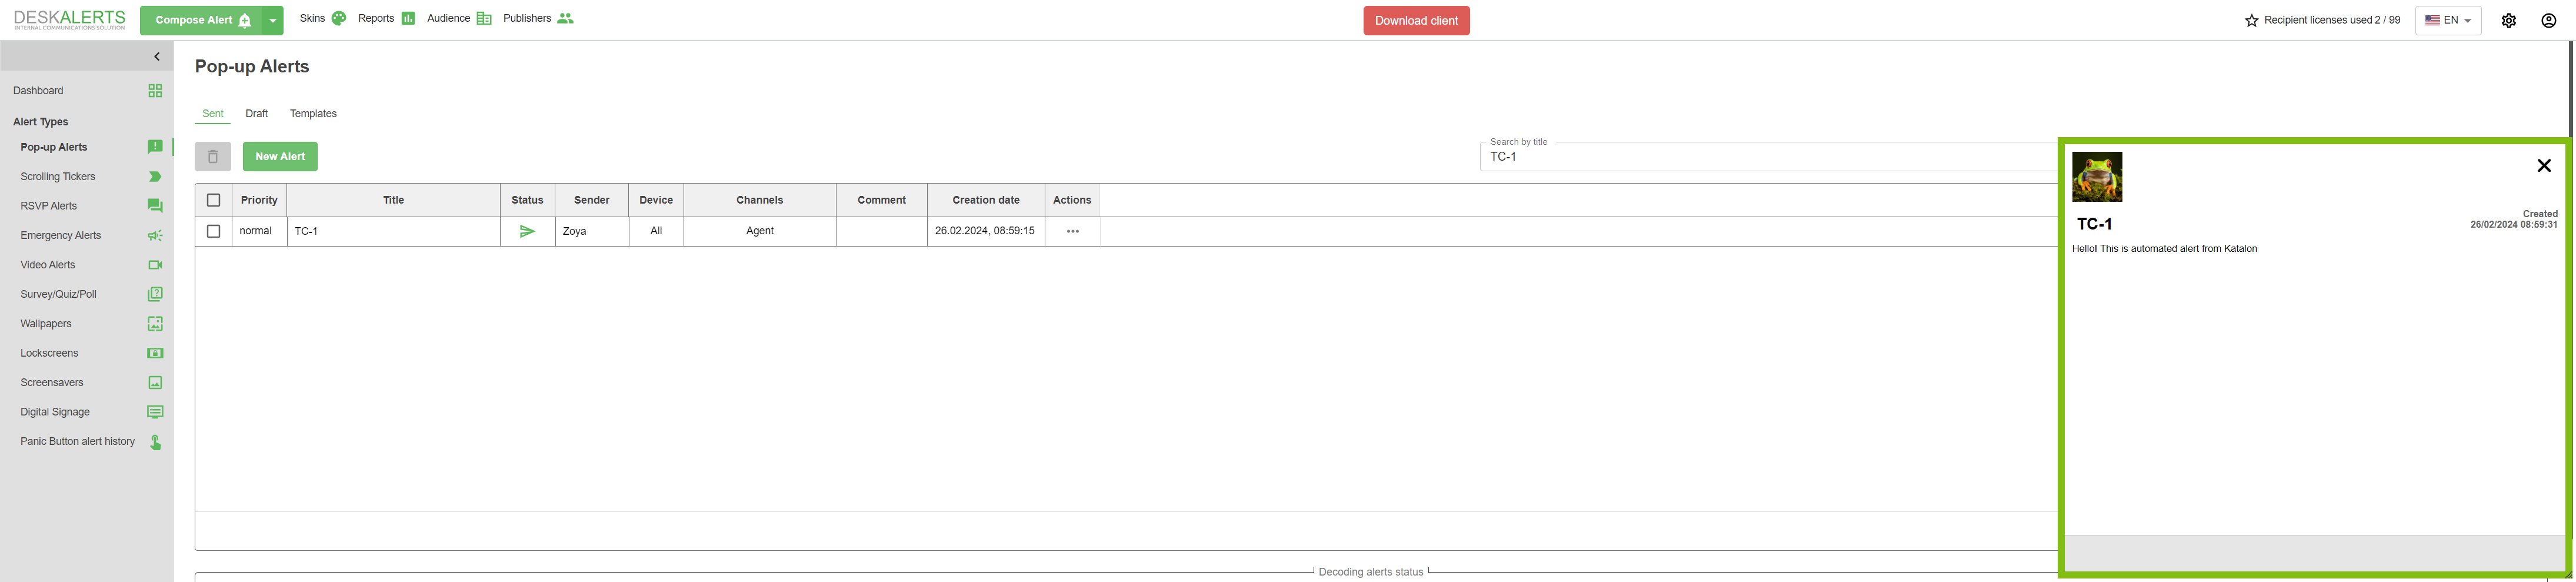 DESKALERTS
INTERNAL COMMUNICATIONS SOLUTION
Compose Alert
Skins
Reports
Audience
Publishers
Download client
Recipient licenses used 2 / 99
EN
Dashboard
Alert Types
Pop-up Alerts
Scrolling Tickers
RSVP Alerts
Emergency Alerts
Video Alerts
Survey/Quiz/Poll
Wallpapers
Lockscreens
Screensavers
Digital Signage
Panic Button alert history
Pop-up Alerts
Sent Draft Templates
New Alert
Search by title
TC-1
Priority Title Status Sender Device Channels Comment Creation date Actions
normal TC-1 Zoya All Agent 26.02.2024, 08:59:15
Decoding alerts status
Created
TC-1
26/02/2024 08:59:31
Hello! This is automated alert from Katalon